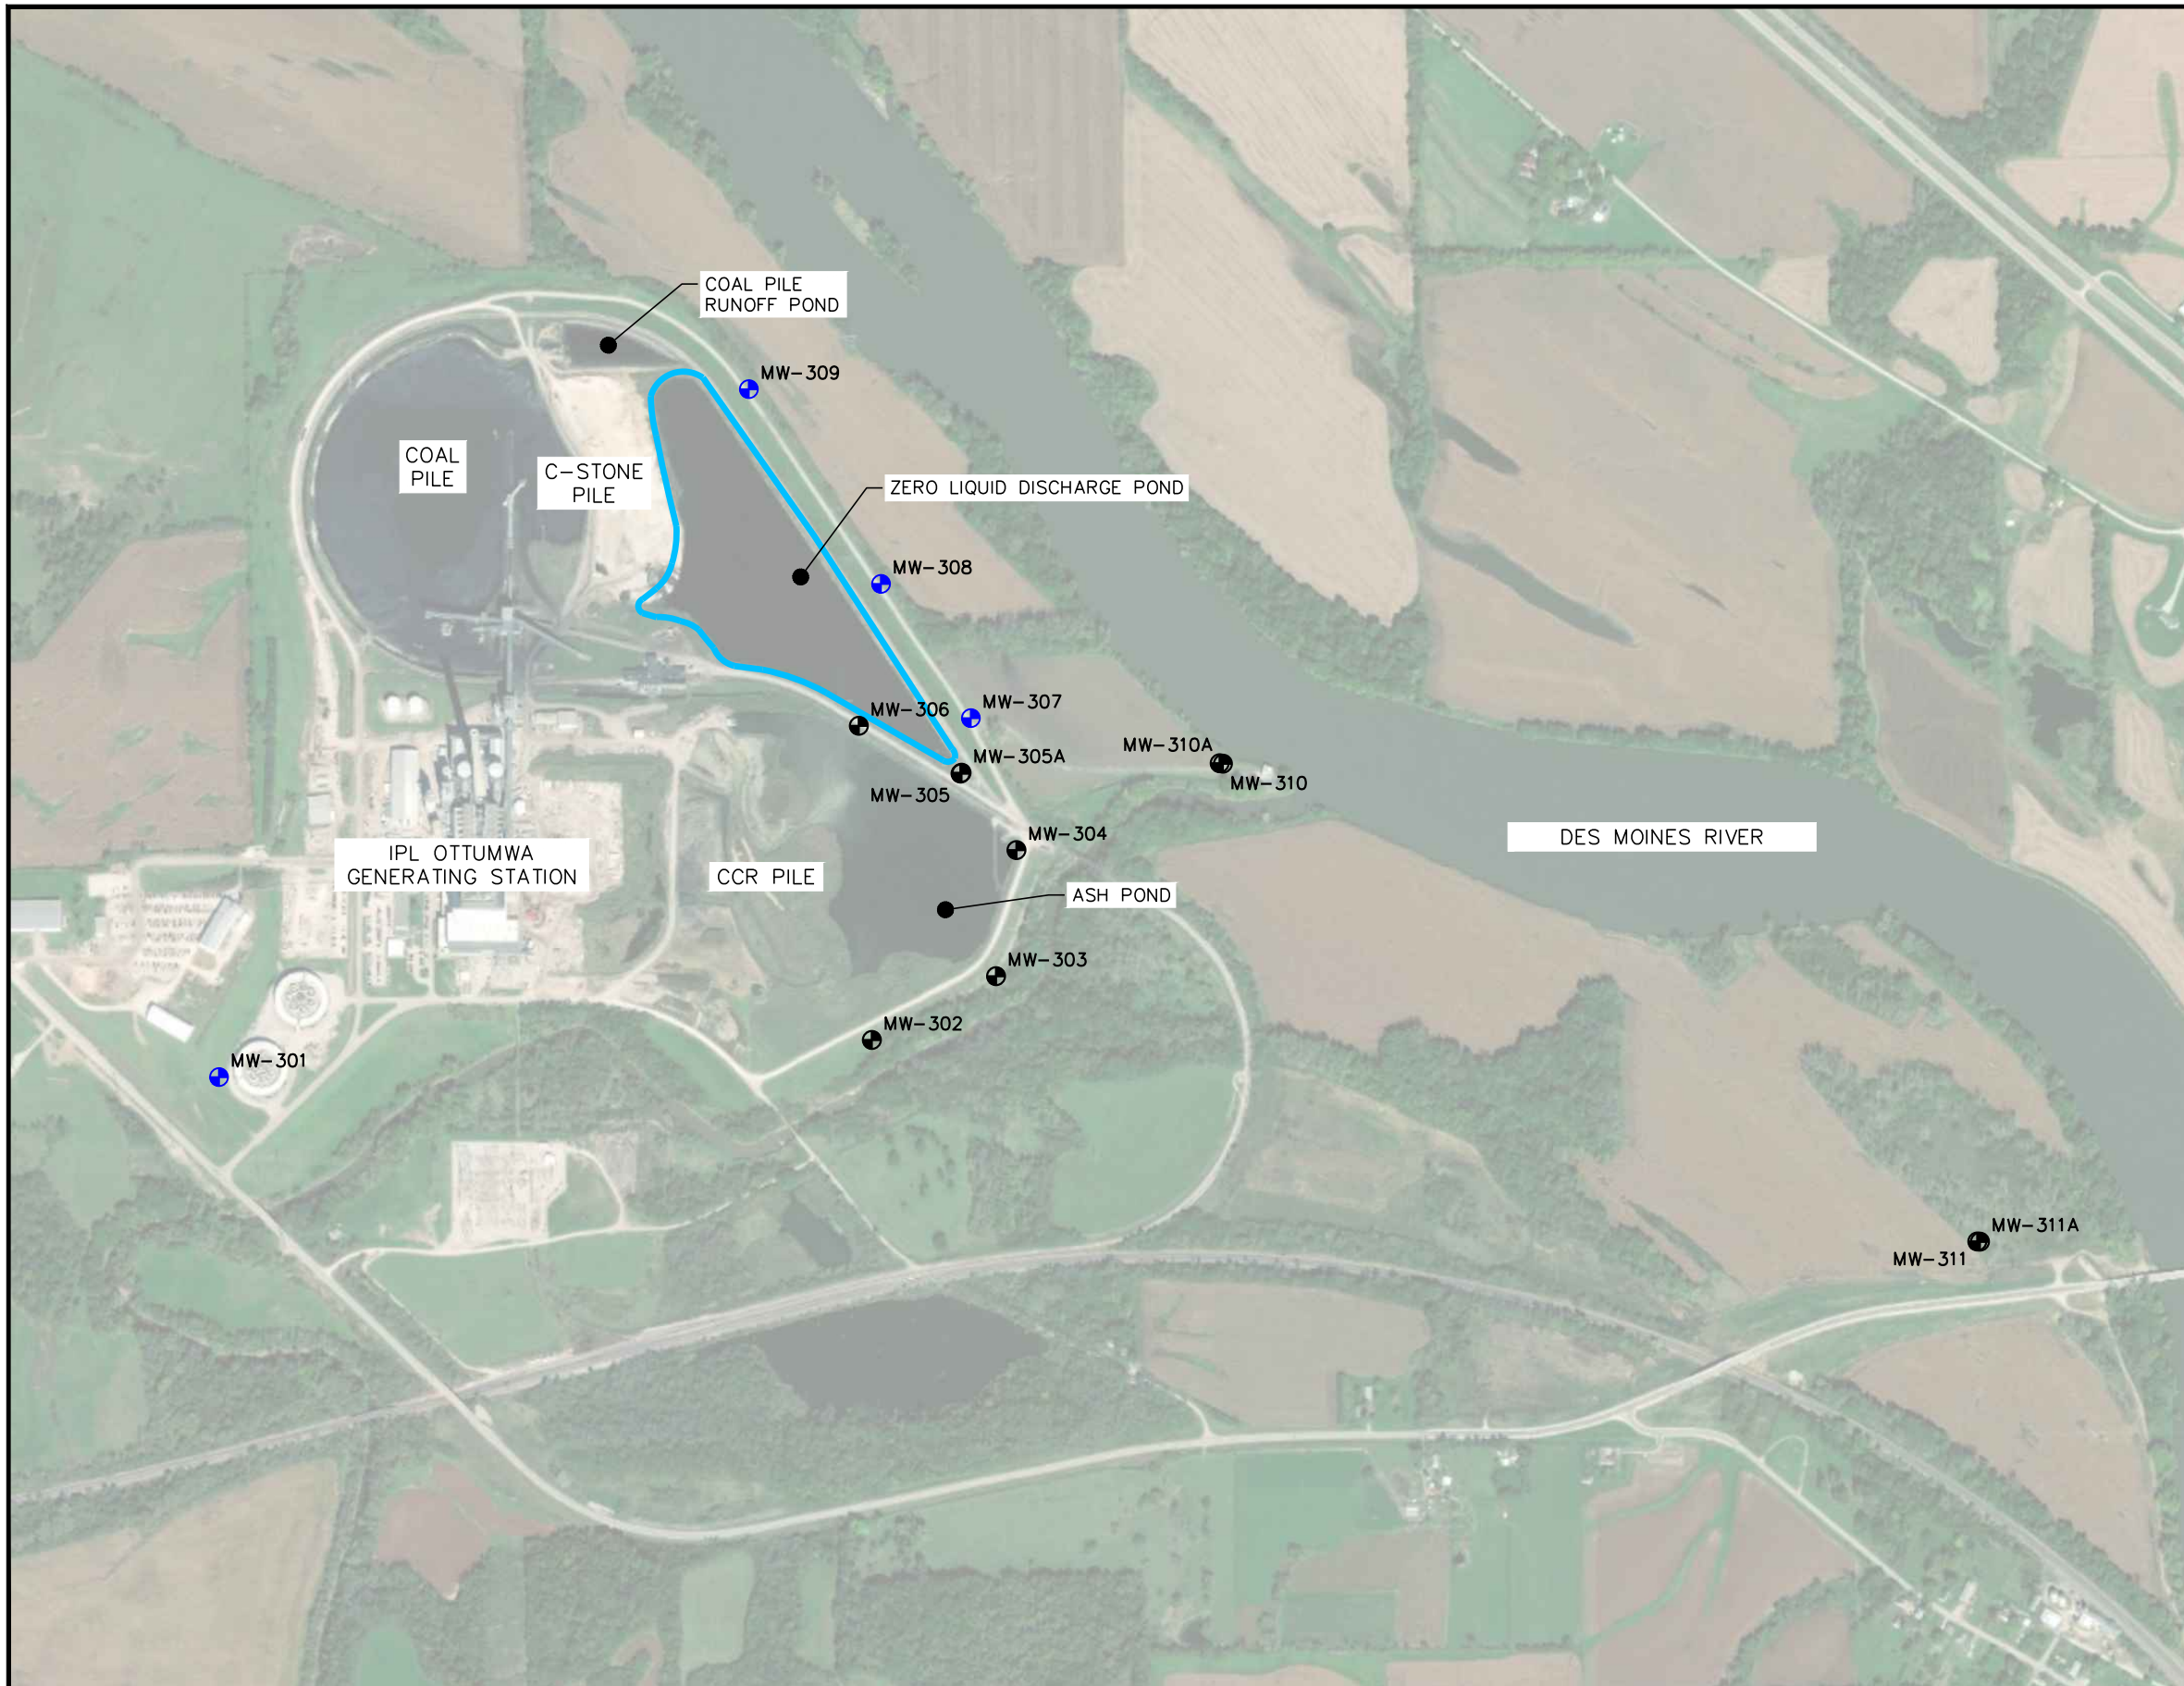 COAL PILE
RUNOFF POND
MW-309
COAL
PILE
C-STONE
PILE
ZERO LIQUID DISCHARGE POND
MW-308
MW-307
MW-306
MW-310A
MW-305A
MW-310
MW-305
MW-304
DES MOINES RIVER
IPL OTTUMWA
GENERATING STATION
CCR PILE
ASH POND
MW-303
MW-302
MW-301
MW-311A
MW-311